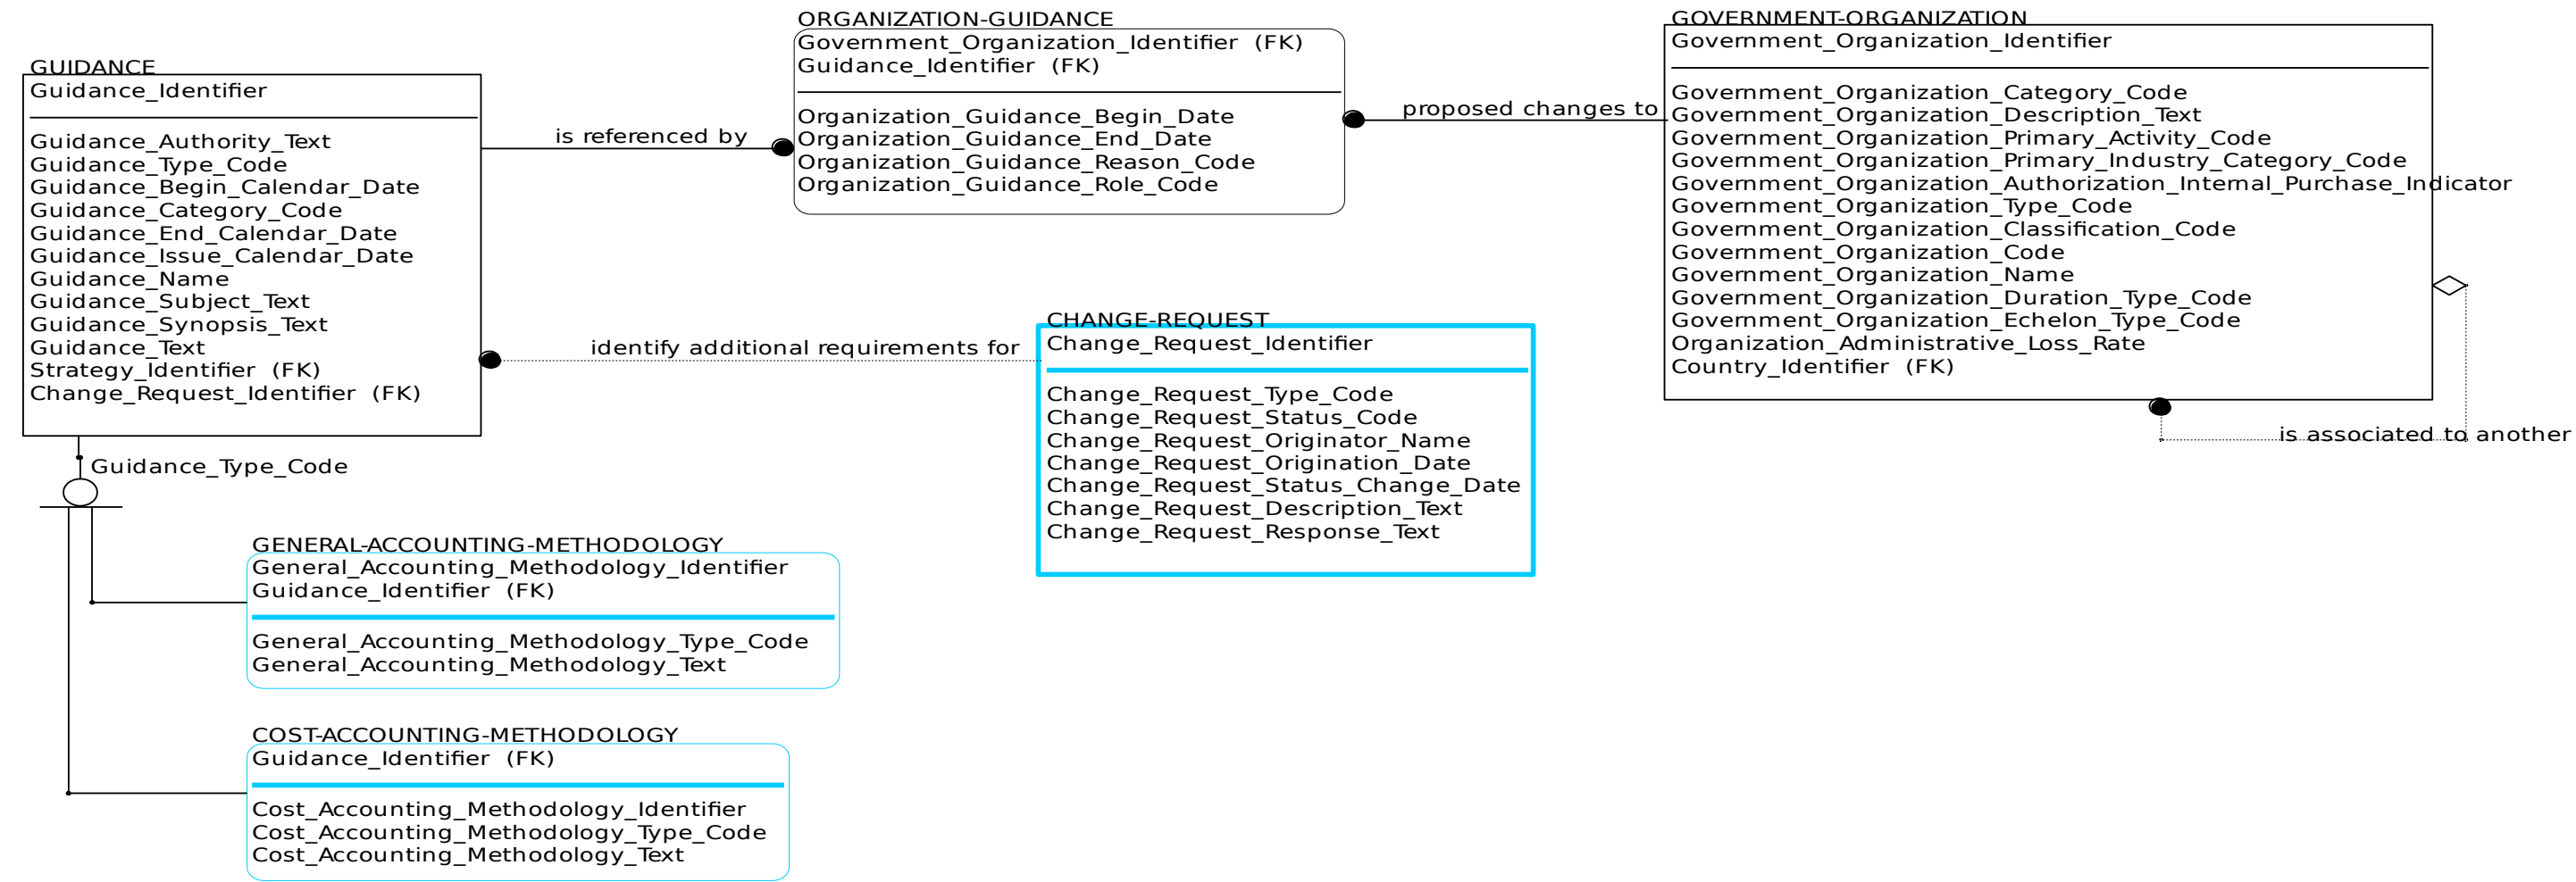 GUIDANCE
Guidance_Identifier
Guidance_Authority_Text
Guidance_Type_Code
Guidance_Begin_Calendar_Date
Guidance_Category_Code
Guidance_End_Calendar_Date
Guidance_Issue_Calendar_Date
Guidance_Name
Guidance_Subject_Text
Guidance_Synopsis_Text
Guidance_Text
Strategy_Identifier (FK)
Change_Request_Identifier (FK)
is referenced by
ORGANIZATION-GUIDANCE
Government_Organization_Identifier (FK)
Guidance_Identifier (FK)
Organization_Guidance_Begin_Date
Organization_Guidance_End_Date
Organization_Guidance_Reason_Code
Organization_Guidance_Role_Code
proposed changes to
GOVERNMENT-ORGANIZATION
Government_Organization_Identifier
Government_Organization_Category_Code
Government_Organization_Description_Text
Government_Organization_Primary_Activity_Code
Government_Organization_Primary_Industry_Category_Code
Government_Organization_Authorization_Internal_Purchase_Indicator
Government_Organization_Type_Code
Government_Organization_Classification_Code
Government_Organization_Code
Government_Organization_Name
Government_Organization_Duration_Type_Code
Government_Organization_Echelon_Type_Code
Organization_Administrative_Loss_Rate
Country_Identifier (FK)
is associated to another
identify additional requirements for
CHANGE-REQUEST
Change_Request_Identifier
Change_Request_Type_Code
Change_Request_Status_Code
Change_Request_Originator_Name
Change_Request_Origination_Date
Change_Request_Status_Change_Date
Change_Request_Description_Text
Change_Request_Response_Text
Guidance_Type_Code
GENERAL-ACCOUNTING-METHODOLOGY
General_Accounting_Methodology_Identifier
Guidance_Identifier (FK)
General_Accounting_Methodology_Type_Code
General_Accounting_Methodology_Text
COST-ACCOUNTING-METHODOLOGY
Guidance_Identifier (FK)
Cost_Accounting_Methodology_Identifier
Cost_Accounting_Methodology_Type_Code
Cost_Accounting_Methodology_Text